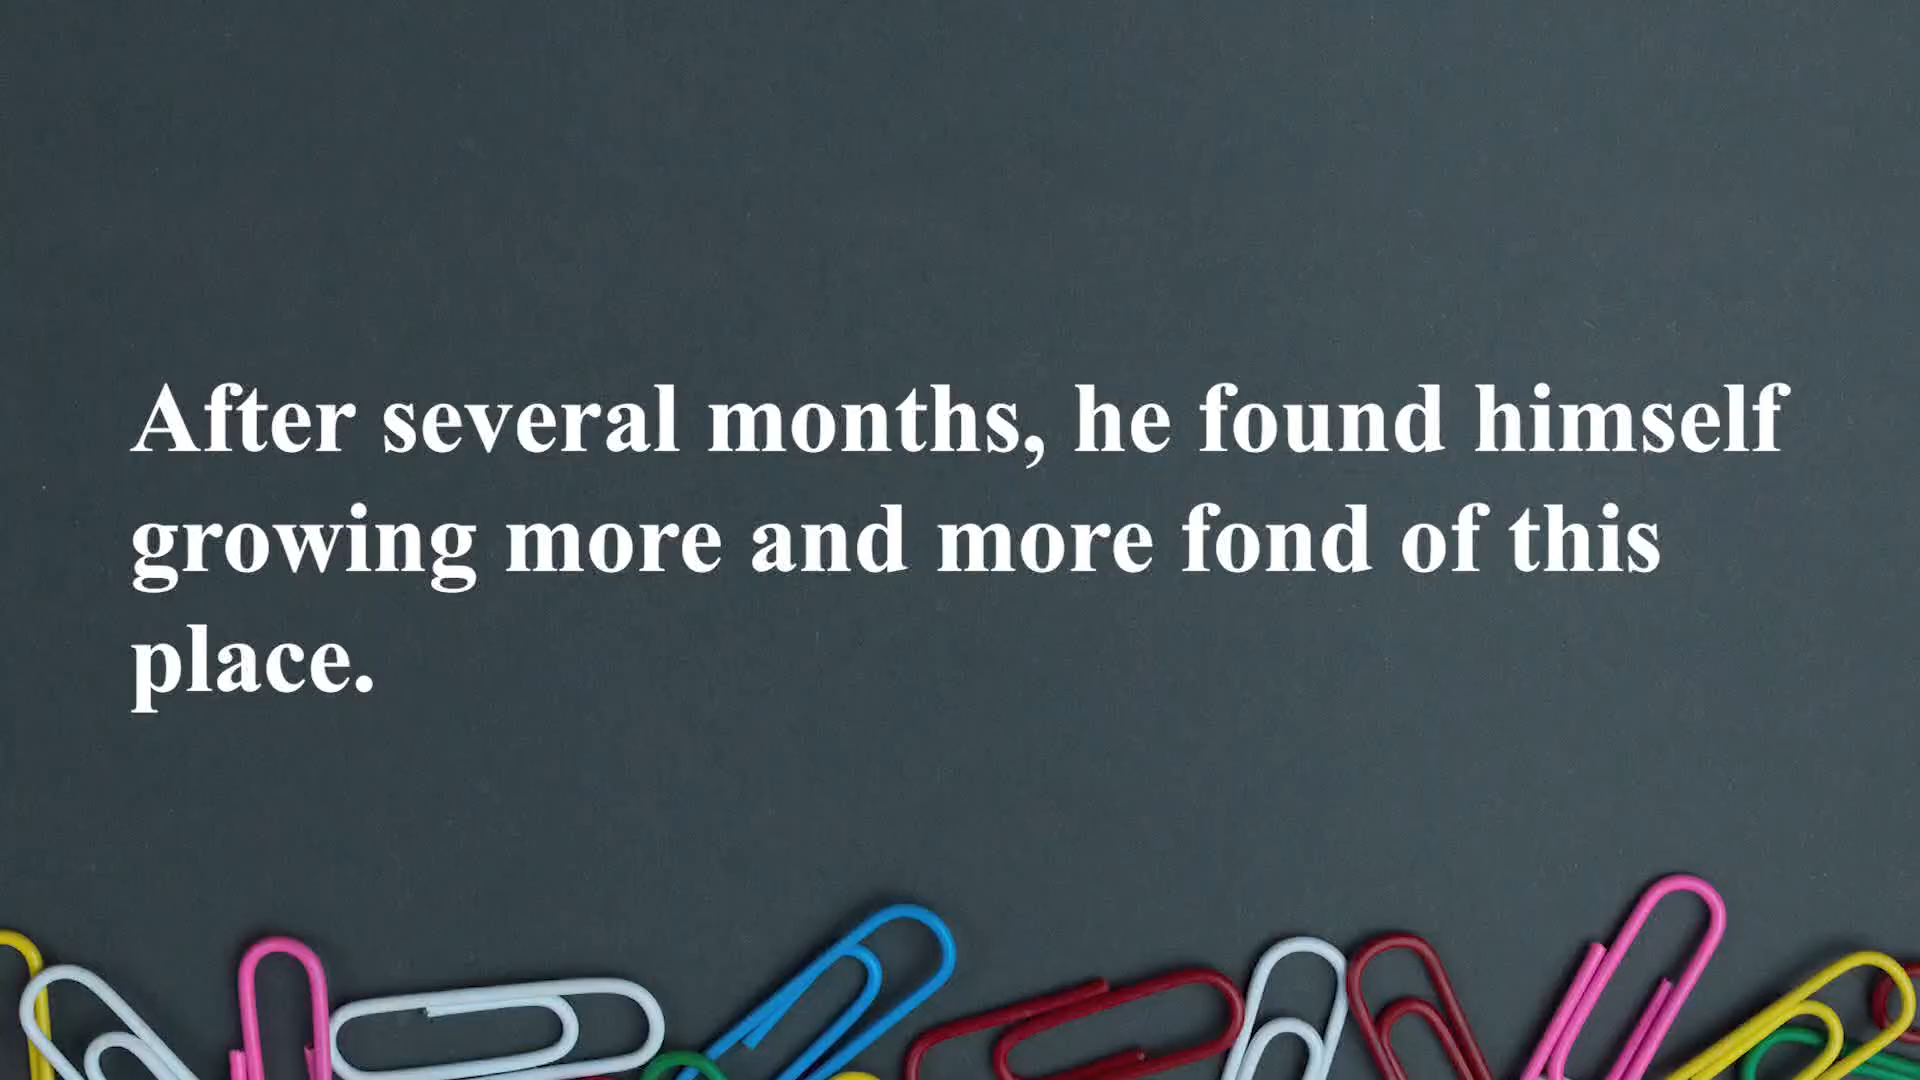 After several months, he found himself
growing more and more fond of this
place.